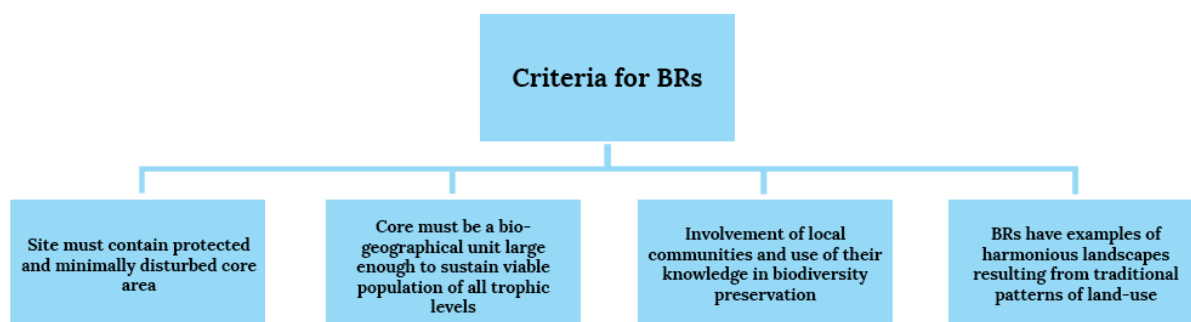 Criteria for BRs
Site must contain protected
and minimally disturbed core
area
Core must be a bio-
geographical unit large
enough to sustain viable
population of all trophic
levels
Involvement of local
communities and use of their
knowledge in biodiversity
preservation
BRs have examples of
harmonious landscapes
resulting from traditional
patterns of land-use